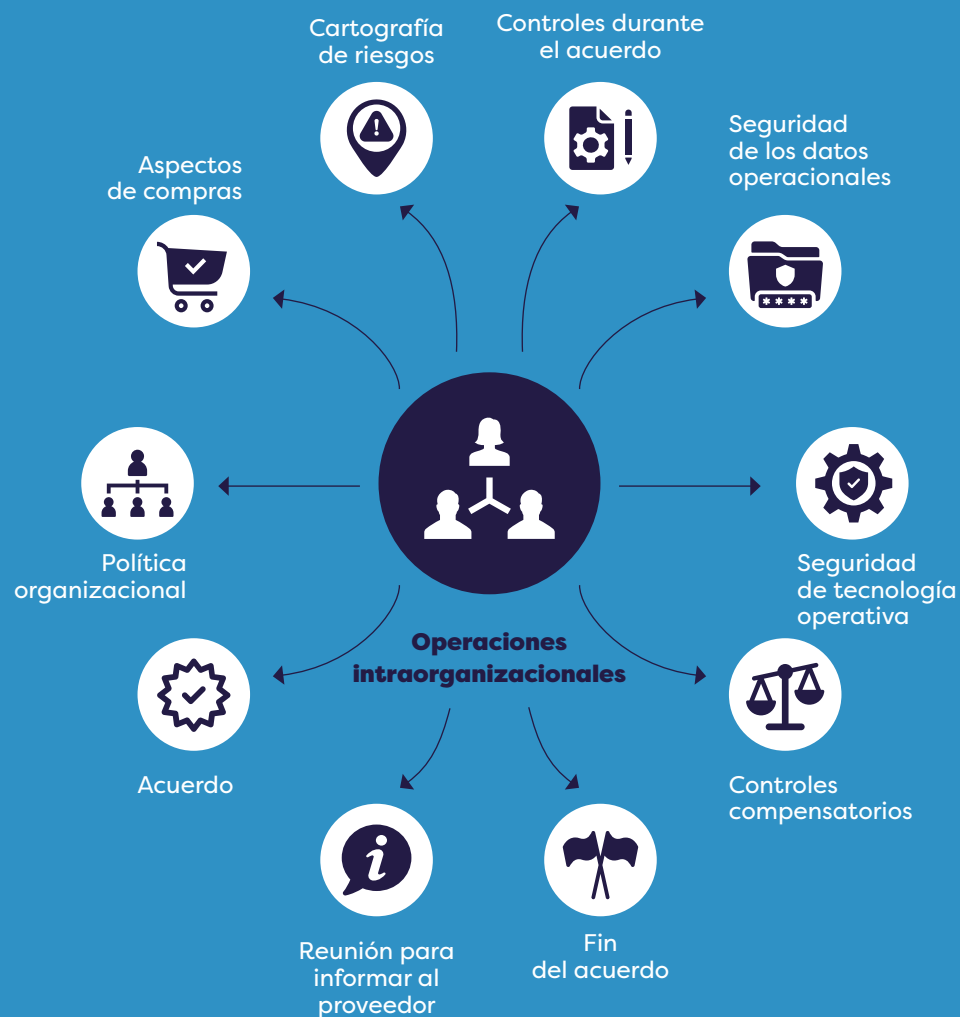 Cartografía
de riesgos
Controles durante
el acuerdo
Seguridad
de los datos
operacionales
Aspectos
de compras
****
Política
organizacional
Seguridad
de tecnología
operativa
Operaciones
intraorganizacionales
Acuerdo
Controles
compensatorios
Reunión para
informar al
proveedor
Fin
del acuerdo